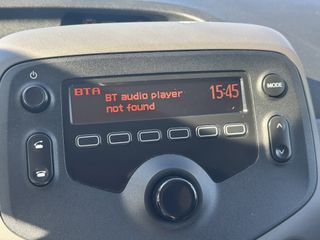 BTA BT audio player 15:45
not found
MODE